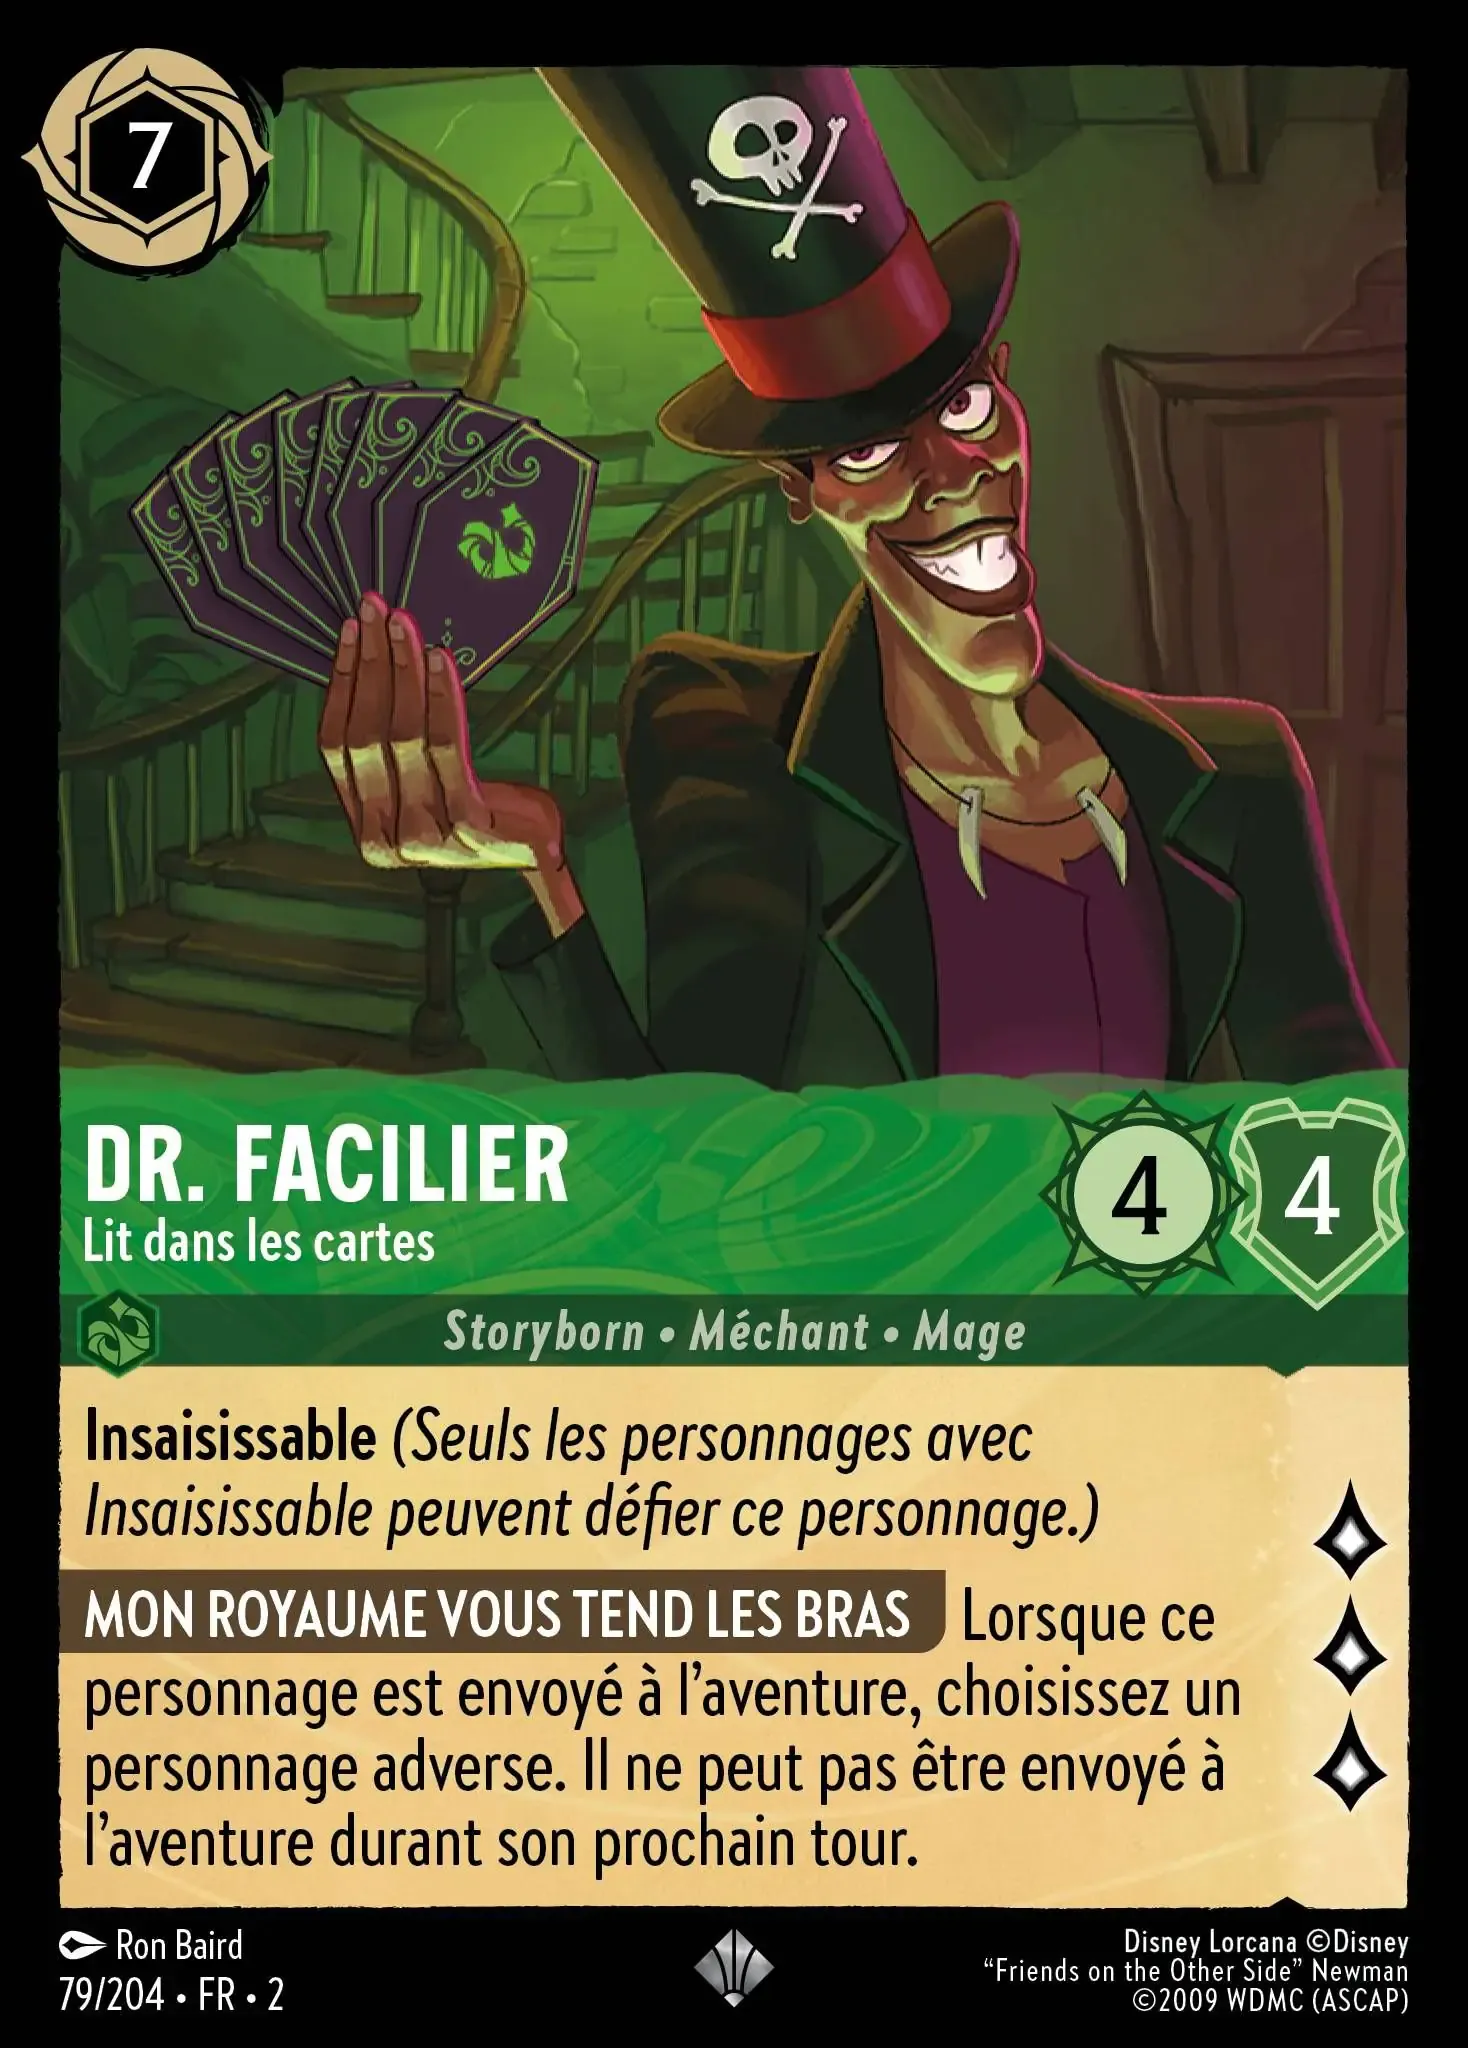 7
DR. FACILIER
Lit dans les cartes
4 4
Storyborn • Méchant • Mage
Insaisissable (Seuls les personnages avec
Insaisissable peuvent défier ce personnage.)
MON ROYAUME VOUS TEND LES BRAS Lorsque ce
personnage est envoyé à l’aventure, choisissez un
personnage adverse. Il ne peut pas être envoyé à
l’aventure durant son prochain tour.
Ron Baird
79/204 • FR • 2
Disney Lorcana ©Disney
“Friends on the Other Side” Newman
©2009 WDMC (ASCAP)